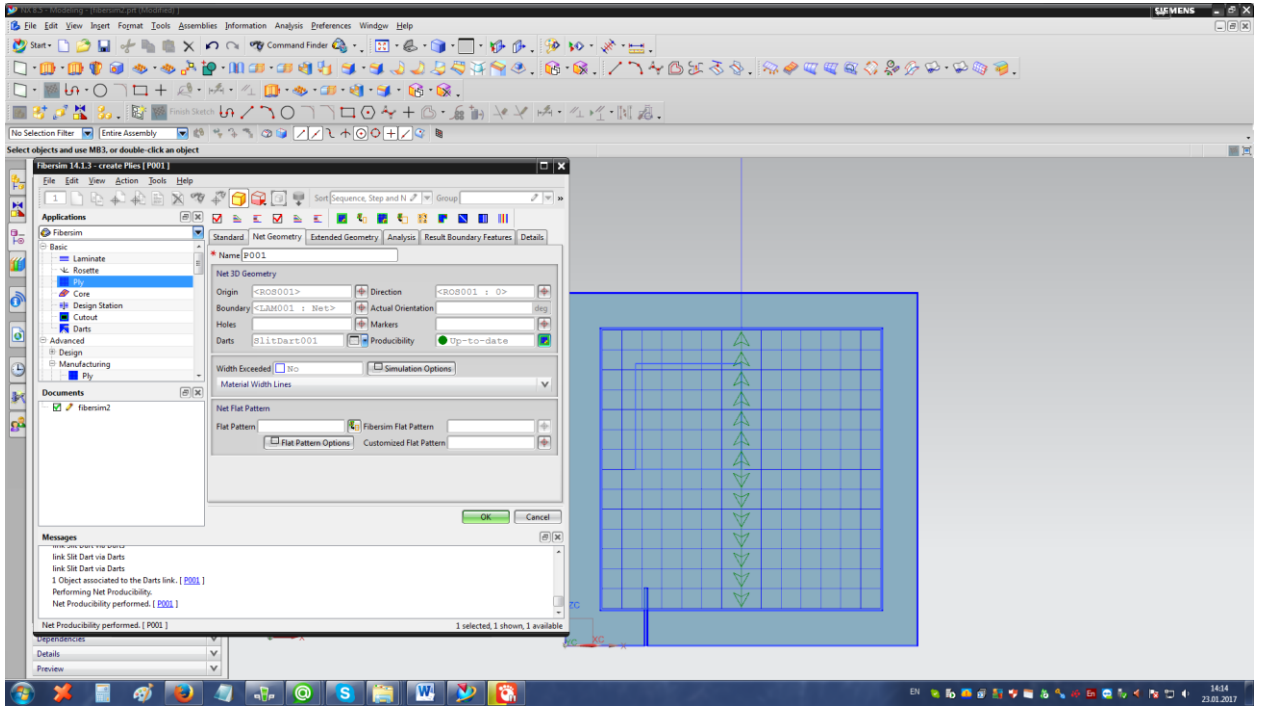 NX 8.5 - Modeling - [fibersim2.prt (Modified) ]
SIEMENS
File Edit View Insert Format Tools Assemblies Information Analysis Preferences Window Help
Start Command Finder
Finish Sketch
No Selection Filter Entire Assembly
Select objects and use MB3, or double-click an object
Fibersim 14.1.3 - create Plies [ P001 ]
File Edit View Action Tools Help
1 Sort Sequence, Step and N Group »
Applications
Fibersim
Basic
Laminate
Rosette
Ply
Core
Design Station
Cutout
Darts
Advanced
Design
Manufacturing
Ply
Documents
fibersim2
Standard Net Geometry Extended Geometry Analysis Result Boundary Features Details
* Name P001
Net 3D Geometry
Origin <ROS001> Direction <ROS001 : 0>
Boundary <LAM001 : Net> Actual Orientation deg
Holes Markers
Darts SlitDart001 Producibility Up-to-date
Width Exceeded No Simulation Options
Material Width Lines
Net Flat Pattern
Flat Pattern Fibersim Flat Pattern
Flat Pattern Options Customized Flat Pattern
OK Cancel
Messages
link Slit Dart via Darts
link Slit Dart via Darts
link Slit Dart via Darts
1 Object associated to the Darts link. [ P001 ]
Performing Net Producibility.
Net Producibility performed. [ P001 ]
Net Producibility performed. [ P001 ] 1 selected, 1 shown, 1 available
Dependencies
Details
Preview
ZC
XC
X
EN
14:14
23.01.2017